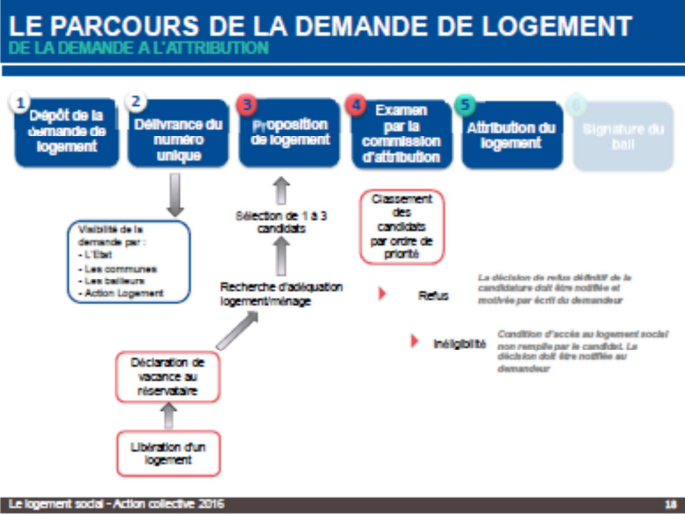 LE PARCOURS DE LA DEMANDE DE LOGEMENT
DE LA DEMANDE A L'ATTRIBUTION
1
Dépôt de la
demande de
logement
2
Délivrance du
numéro
unique
3
Proposition
de logement
4
Examen
par la
commission
d'attribution
5
Attribution du
logement
6
Signature du
bail
Visibilité de la
demande par :
- L'Etat
- Les communes
- Les bailleurs
- Action Logement
Sélection de 1 à 3
candidats
Recherche d'adéquation
logement/ménage
Déclaration de
vacance au
réservataire
Libération d'un
logement
Classement
des
candidats
par ordre de
priorité
Refus
La décision de refus définitif de la
candidature doit être notifiée et
motivée par écrit du demandeur
Inéligibilité
Condition d'accès au logement social
non remplie par le candidat. La
décision doit être notifiée au
demandeur
Le logement social - Action collective 2016
18